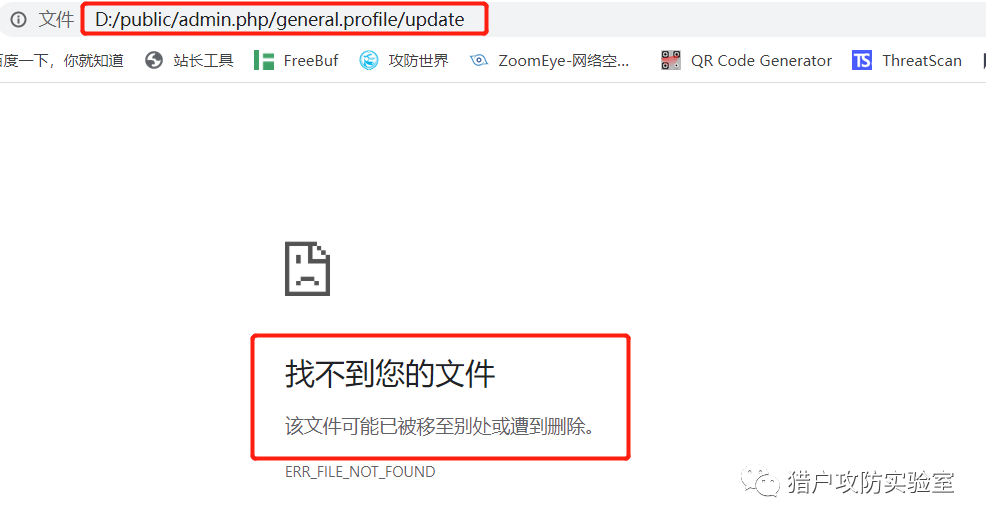 文件 D:/public/admin.php/general.profile/update
百度一下，你就知道 站长工具 FreeBuf 攻防世界 ZoomEye-网络空... QR Code Generator TS ThreatScan
找不到您的文件
该文件可能已被移至别处或遭到删除。
ERR_FILE_NOT_FOUND
猎户攻防实验室